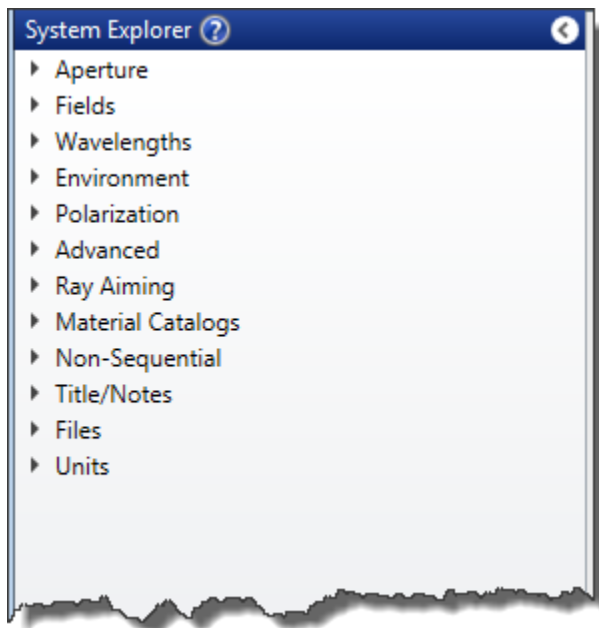 System Explorer ?
Aperture
Fields
Wavelengths
Environment
Polarization
Advanced
Ray Aiming
Material Catalogs
Non-Sequential
Title/Notes
Files
Units